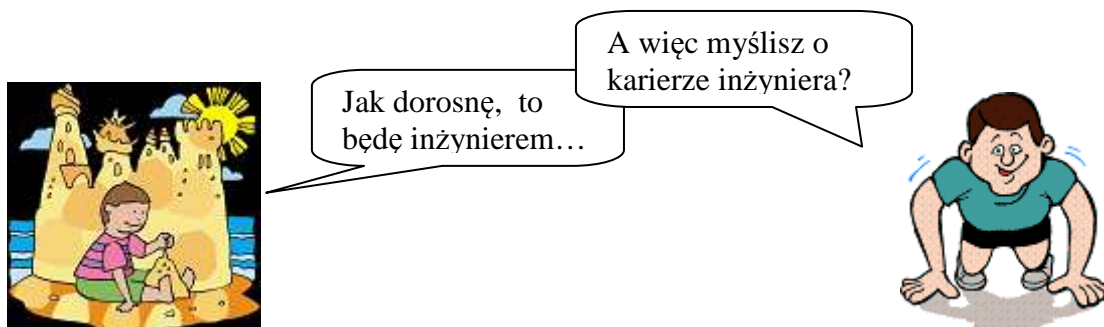 Jak dorosnę, to
będę inżynierem…
A więc myślisz o
karierze inżyniera?